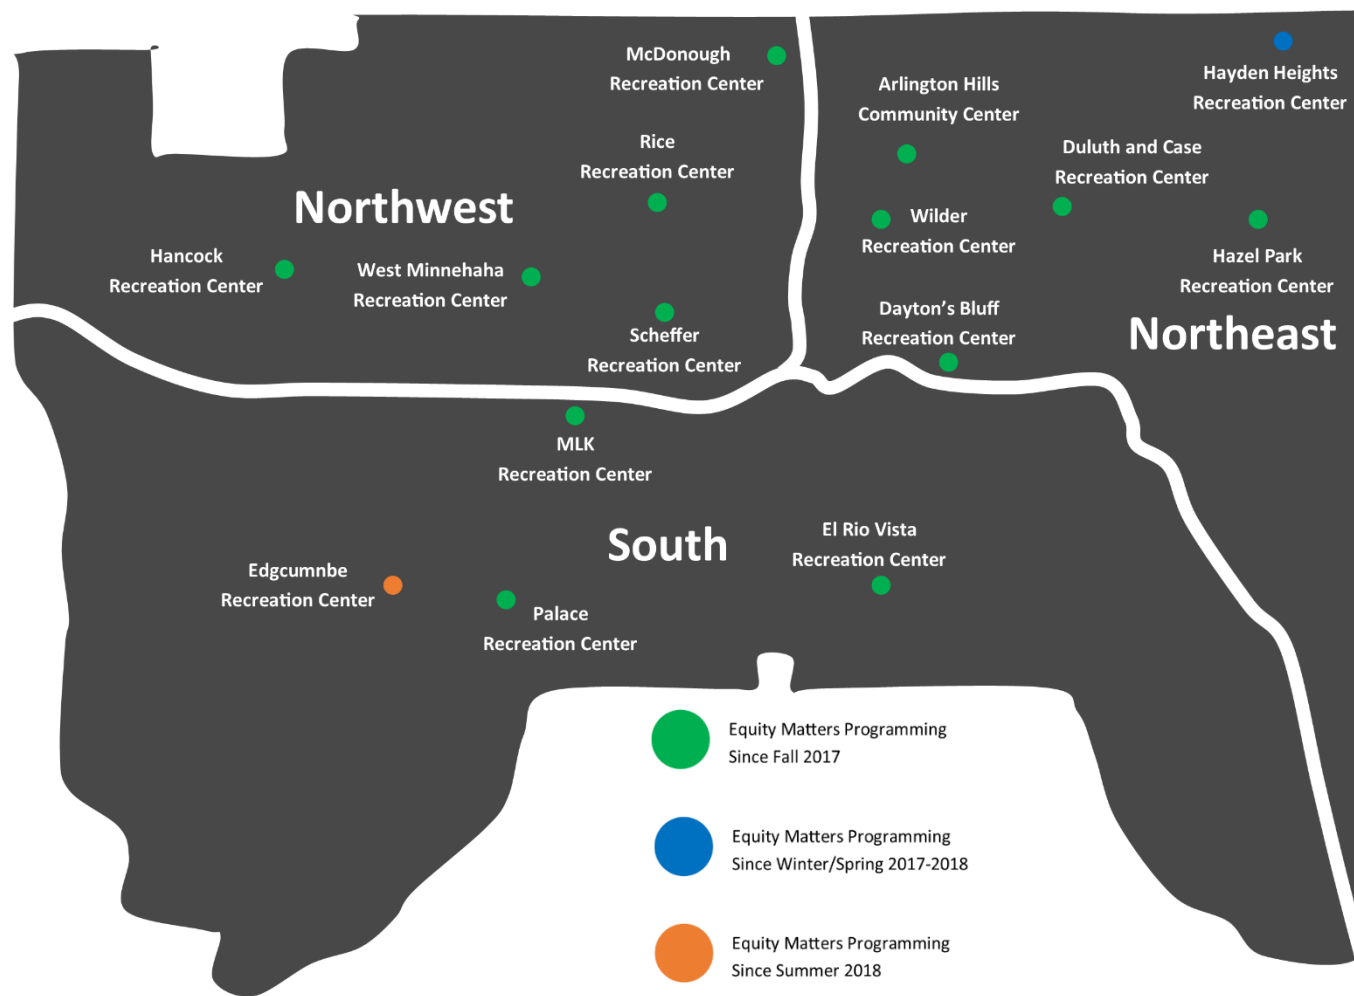 McDonough
Recreation Center
Hayden Heights
Recreation Center
Arlington Hills
Community Center
Rice
Recreation Center
Duluth and Case
Recreation Center
Northwest
Wilder
Recreation Center
Hancock
Recreation Center
West Minnehaha
Recreation Center
Hazel Park
Recreation Center
Scheffer
Recreation Center
Dayton's Bluff
Recreation Center
Northeast
MLK
Recreation Center
South
El Rio Vista
Recreation Center
Edgcumnbe
Recreation Center
Palace
Recreation Center
Equity Matters Programming
Since Fall 2017
Equity Matters Programming
Since Winter/Spring 2017-2018
Equity Matters Programming
Since Summer 2018